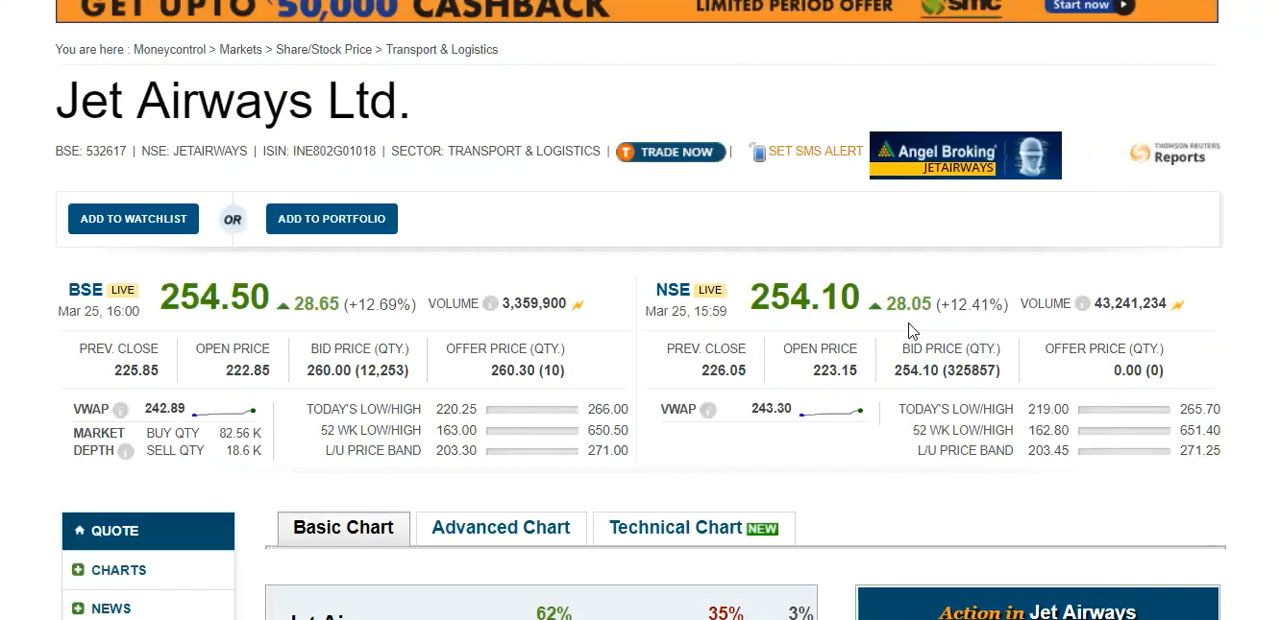 GET UPTO ₹50,000 CASHBACK LIMITED PERIOD OFFER smc Start now
You are here : Moneycontrol > Markets > Share/Stock Price > Transport & Logistics
Jet Airways Ltd.
BSE: 532617 | NSE: JETAIRWAYS | ISIN: INE802G01018 | SECTOR: TRANSPORT & LOGISTICS | T TRADE NOW | SET SMS ALERT Angel Broking JETAIRWAYS THOMSON REUTERS Reports
ADD TO WATCHLIST OR ADD TO PORTFOLIO
BSE LIVE 254.50 28.65 (+12.69%) VOLUME 3,359,900
Mar 25, 16:00
PREV. CLOSE OPEN PRICE BID PRICE (QTY.) OFFER PRICE (QTY.)
225.85 222.85 260.00 (12,253) 260.30 (10)
VWAP 242.89 TODAY'S LOW/HIGH 220.25 266.00
MARKET DEPTH BUY QTY 82.56 K 52 WK LOW/HIGH 163.00 650.50
SELL QTY 18.6 K L/U PRICE BAND 203.30 271.00
NSE LIVE 254.10 28.05 (+12.41%) VOLUME 43,241,234
Mar 25, 15:59
PREV. CLOSE OPEN PRICE BID PRICE (QTY.) OFFER PRICE (QTY.)
226.05 223.15 254.10 (325857) 0.00 (0)
VWAP 243.30 TODAY'S LOW/HIGH 219.00 265.70
52 WK LOW/HIGH 162.80 651.40
L/U PRICE BAND 203.45 271.25
QUOTE
CHARTS
NEWS
Basic Chart Advanced Chart Technical Chart NEW
62% 35% 3%
Action in Jet Airways